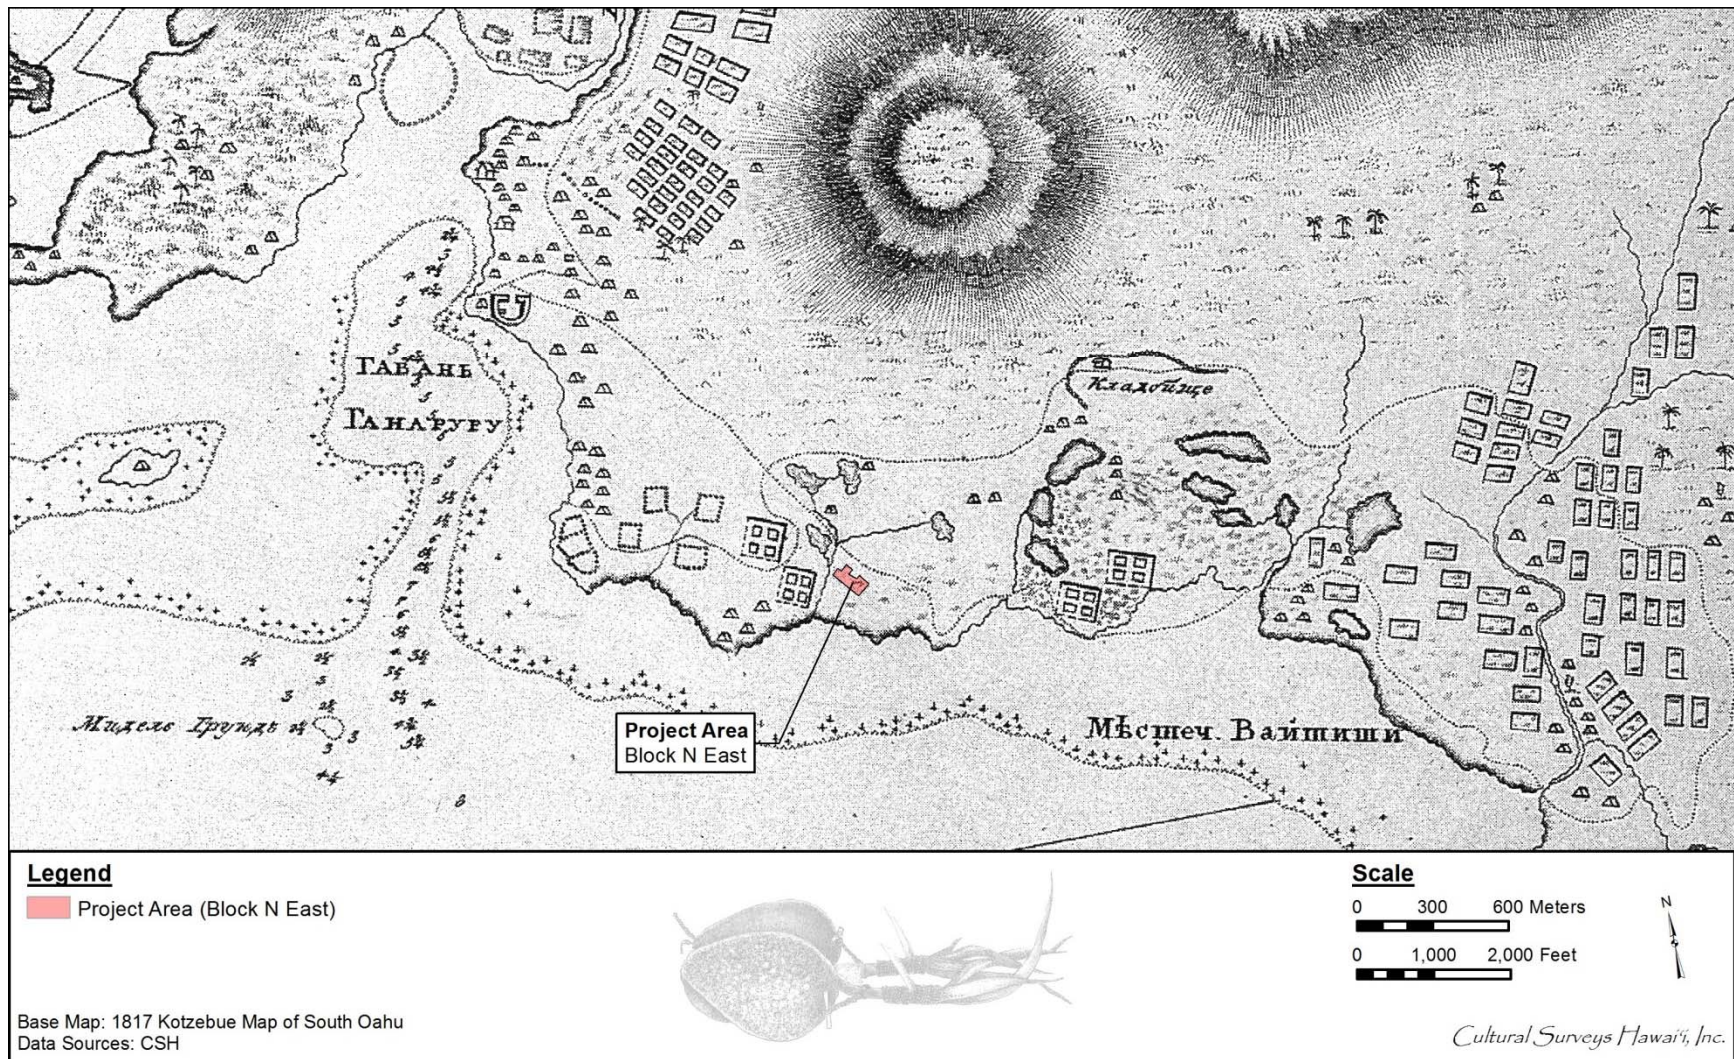 ГАВАНЬ
ГАНАРУРУ
Кладбище
Project Area
Block N East
Мѣстеч. Вайтиши
Мидель Грундъ
Legend
Project Area (Block N East)
Scale
0 300 600 Meters
0 1,000 2,000 Feet
N
Base Map: 1817 Kotzebue Map of South Oahu
Data Sources: CSH
Cultural Surveys Hawai‘i, Inc.